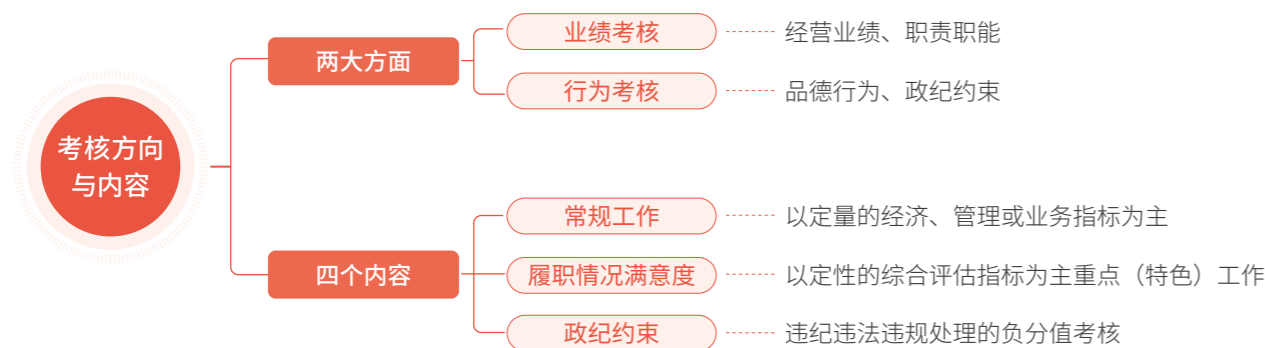 考核方向
与内容
两大方面
业绩考核
经营业绩、职责职能
行为考核
品德行为、政纪约束
四个内容
常规工作
以定量的经济、管理或业务指标为主
履职情况满意度
以定性的综合评估指标为主重点（特色）工作
政纪约束
违纪违法违规处理的负分值考核